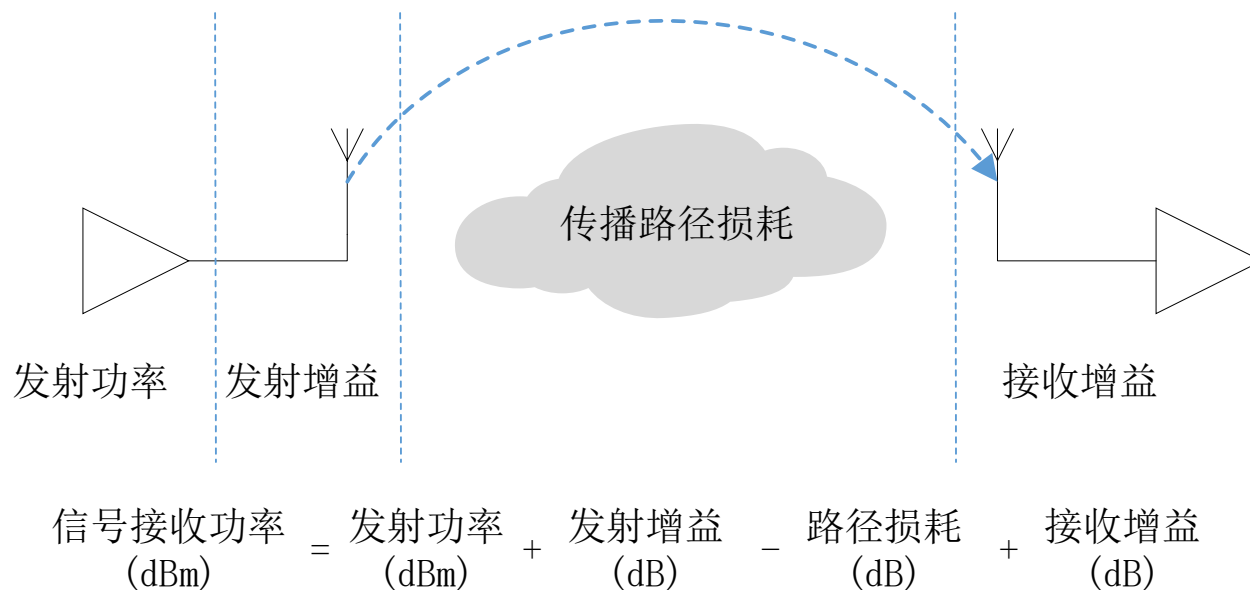 传播路径损耗
发射功率 发射增益 接收增益
信号接收功率 = 发射功率 + 发射增益 - 路径损耗 + 接收增益
(dBm) (dBm) (dB) (dB) (dB)